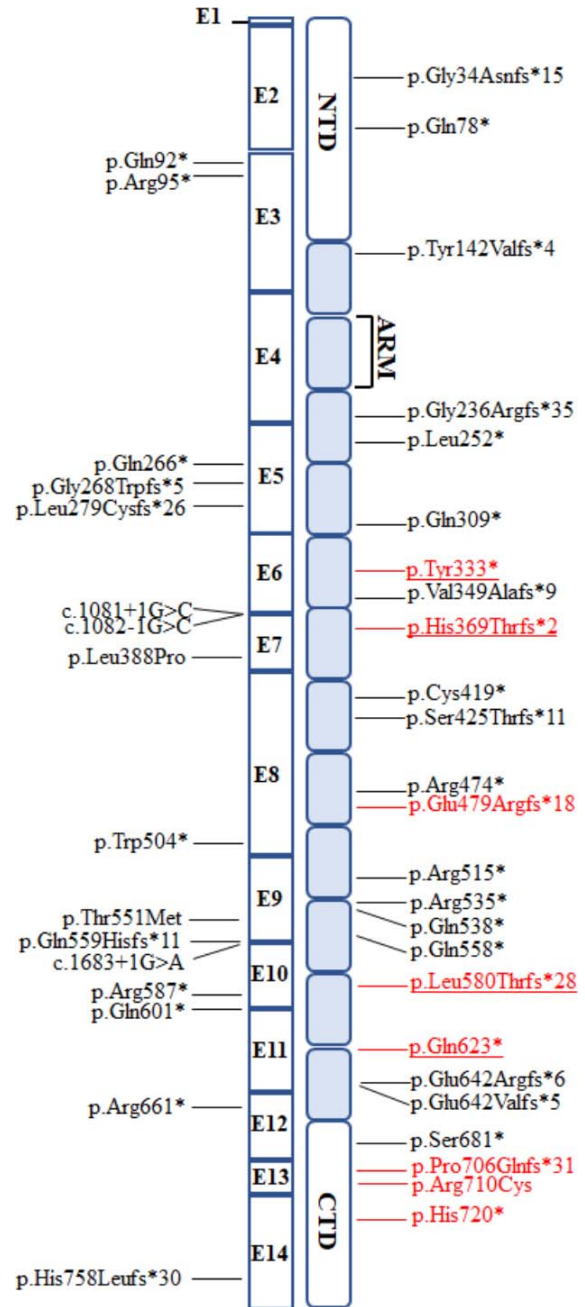 E1
E2
E3
E4
E5
E6
E7
E8
E9
E10
E11
E12
E13
E14
NTD
ARM
CTD
p.Gln92*
p.Arg95*
p.Gln266*
p.Gly268Trpfs*5
p.Leu279Cysfs*26
c.1081+1G>C
c.1082-1G>C
p.Leu388Pro
p.Trp504*
p.Thr551Met
p.Gln559Hisfs*11
c.1683+1G>A
p.Arg587*
p.Gln601*
p.Arg661*
p.His758Leufs*30
p.Gly34Asnfs*15
p.Gln78*
p.Tyr142Valfs*4
p.Gly236Argfs*35
p.Leu252*
p.Gln309*
p.Tyr333*
p.Val349Alafs*9
p.His369Thrfs*2
p.Cys419*
p.Ser425Thrfs*11
p.Arg474*
p.Glu479Argfs*18
p.Arg515*
p.Arg535*
p.Gln538*
p.Gln558*
p.Leu580Thrfs*28
p.Gln623*
p.Glu642Argfs*6
p.Glu642Valfs*5
p.Ser681*
p.Pro706Glnfs*31
p.Arg710Cys
p.His720*